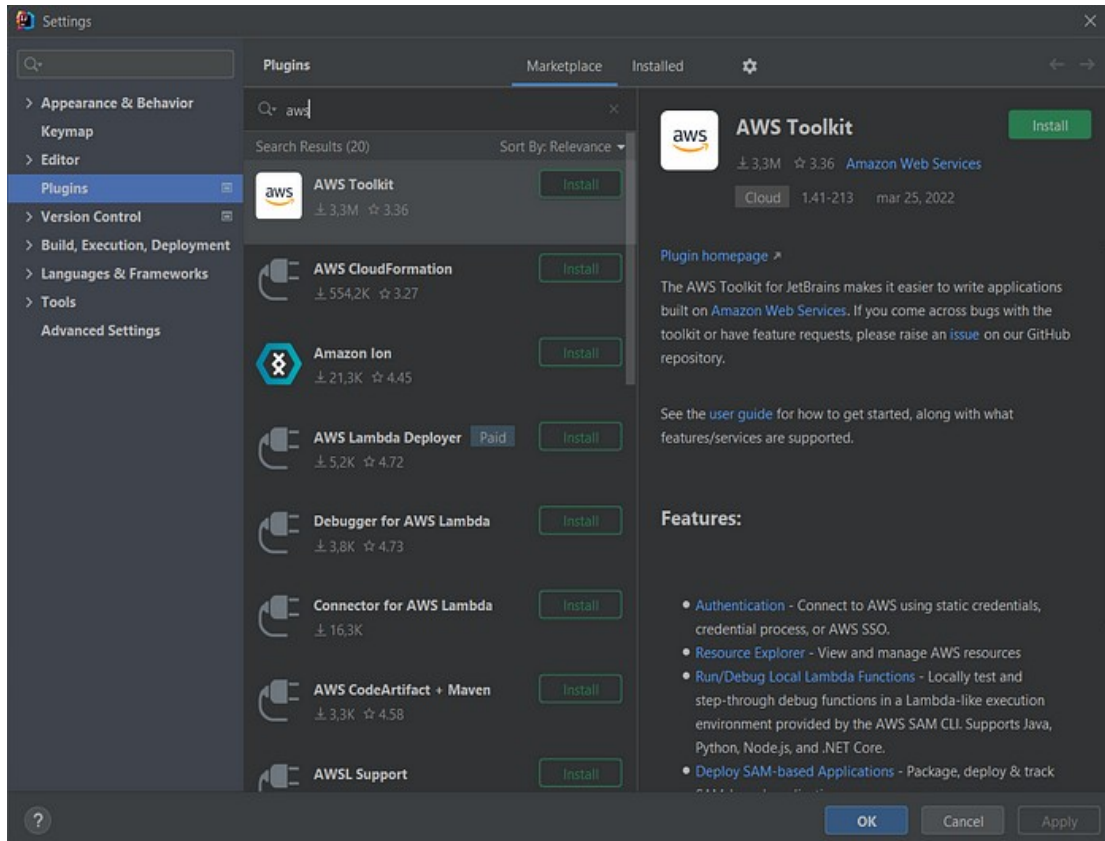 Settings
Plugins
Marketplace
Installed
Appearance & Behavior
Keymap
Editor
Plugins
Version Control
Build, Execution, Deployment
Languages & Frameworks
Tools
Advanced Settings
aws
Search Results (20)
Sort By: Relevance
aws
AWS Toolkit
3,3M 3.36
Install
AWS CloudFormation
554,2K 3.27
Install
Amazon Ion
21,3K 4.45
Install
AWS Lambda Deployer Paid
5,2K 4.72
Install
Debugger for AWS Lambda
3,8K 4.73
Install
Connector for AWS Lambda
16,3K
Install
AWS CodeArtifact + Maven
3,3K 4.58
Install
AWSL Support
Install
aws
AWS Toolkit
Install
3,3M 3.36 Amazon Web Services
Cloud 1.41-213 mar 25, 2022
Plugin homepage
The AWS Toolkit for JetBrains makes it easier to write applications
built on Amazon Web Services. If you come across bugs with the
toolkit or have feature requests, please raise an issue on our GitHub
repository.
See the user guide for how to get started, along with what
features/services are supported.
Features:
Authentication - Connect to AWS using static credentials,
credential process, or AWS SSO.
Resource Explorer - View and manage AWS resources
Run/Debug Local Lambda Functions - Locally test and
step-through debug functions in a Lambda-like execution
environment provided by the AWS SAM CLI. Supports Java,
Python, Node.js, and .NET Core.
Deploy SAM-based Applications - Package, deploy & track
?
OK
Cancel
Apply